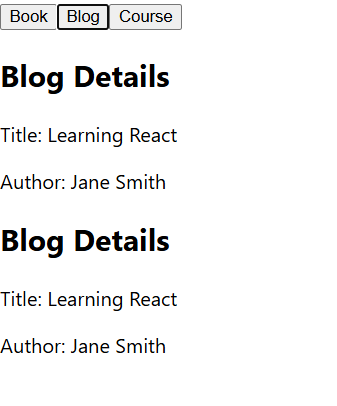 Book Blog Course
Blog Details
Title: Learning React
Author: Jane Smith
Blog Details
Title: Learning React
Author: Jane Smith